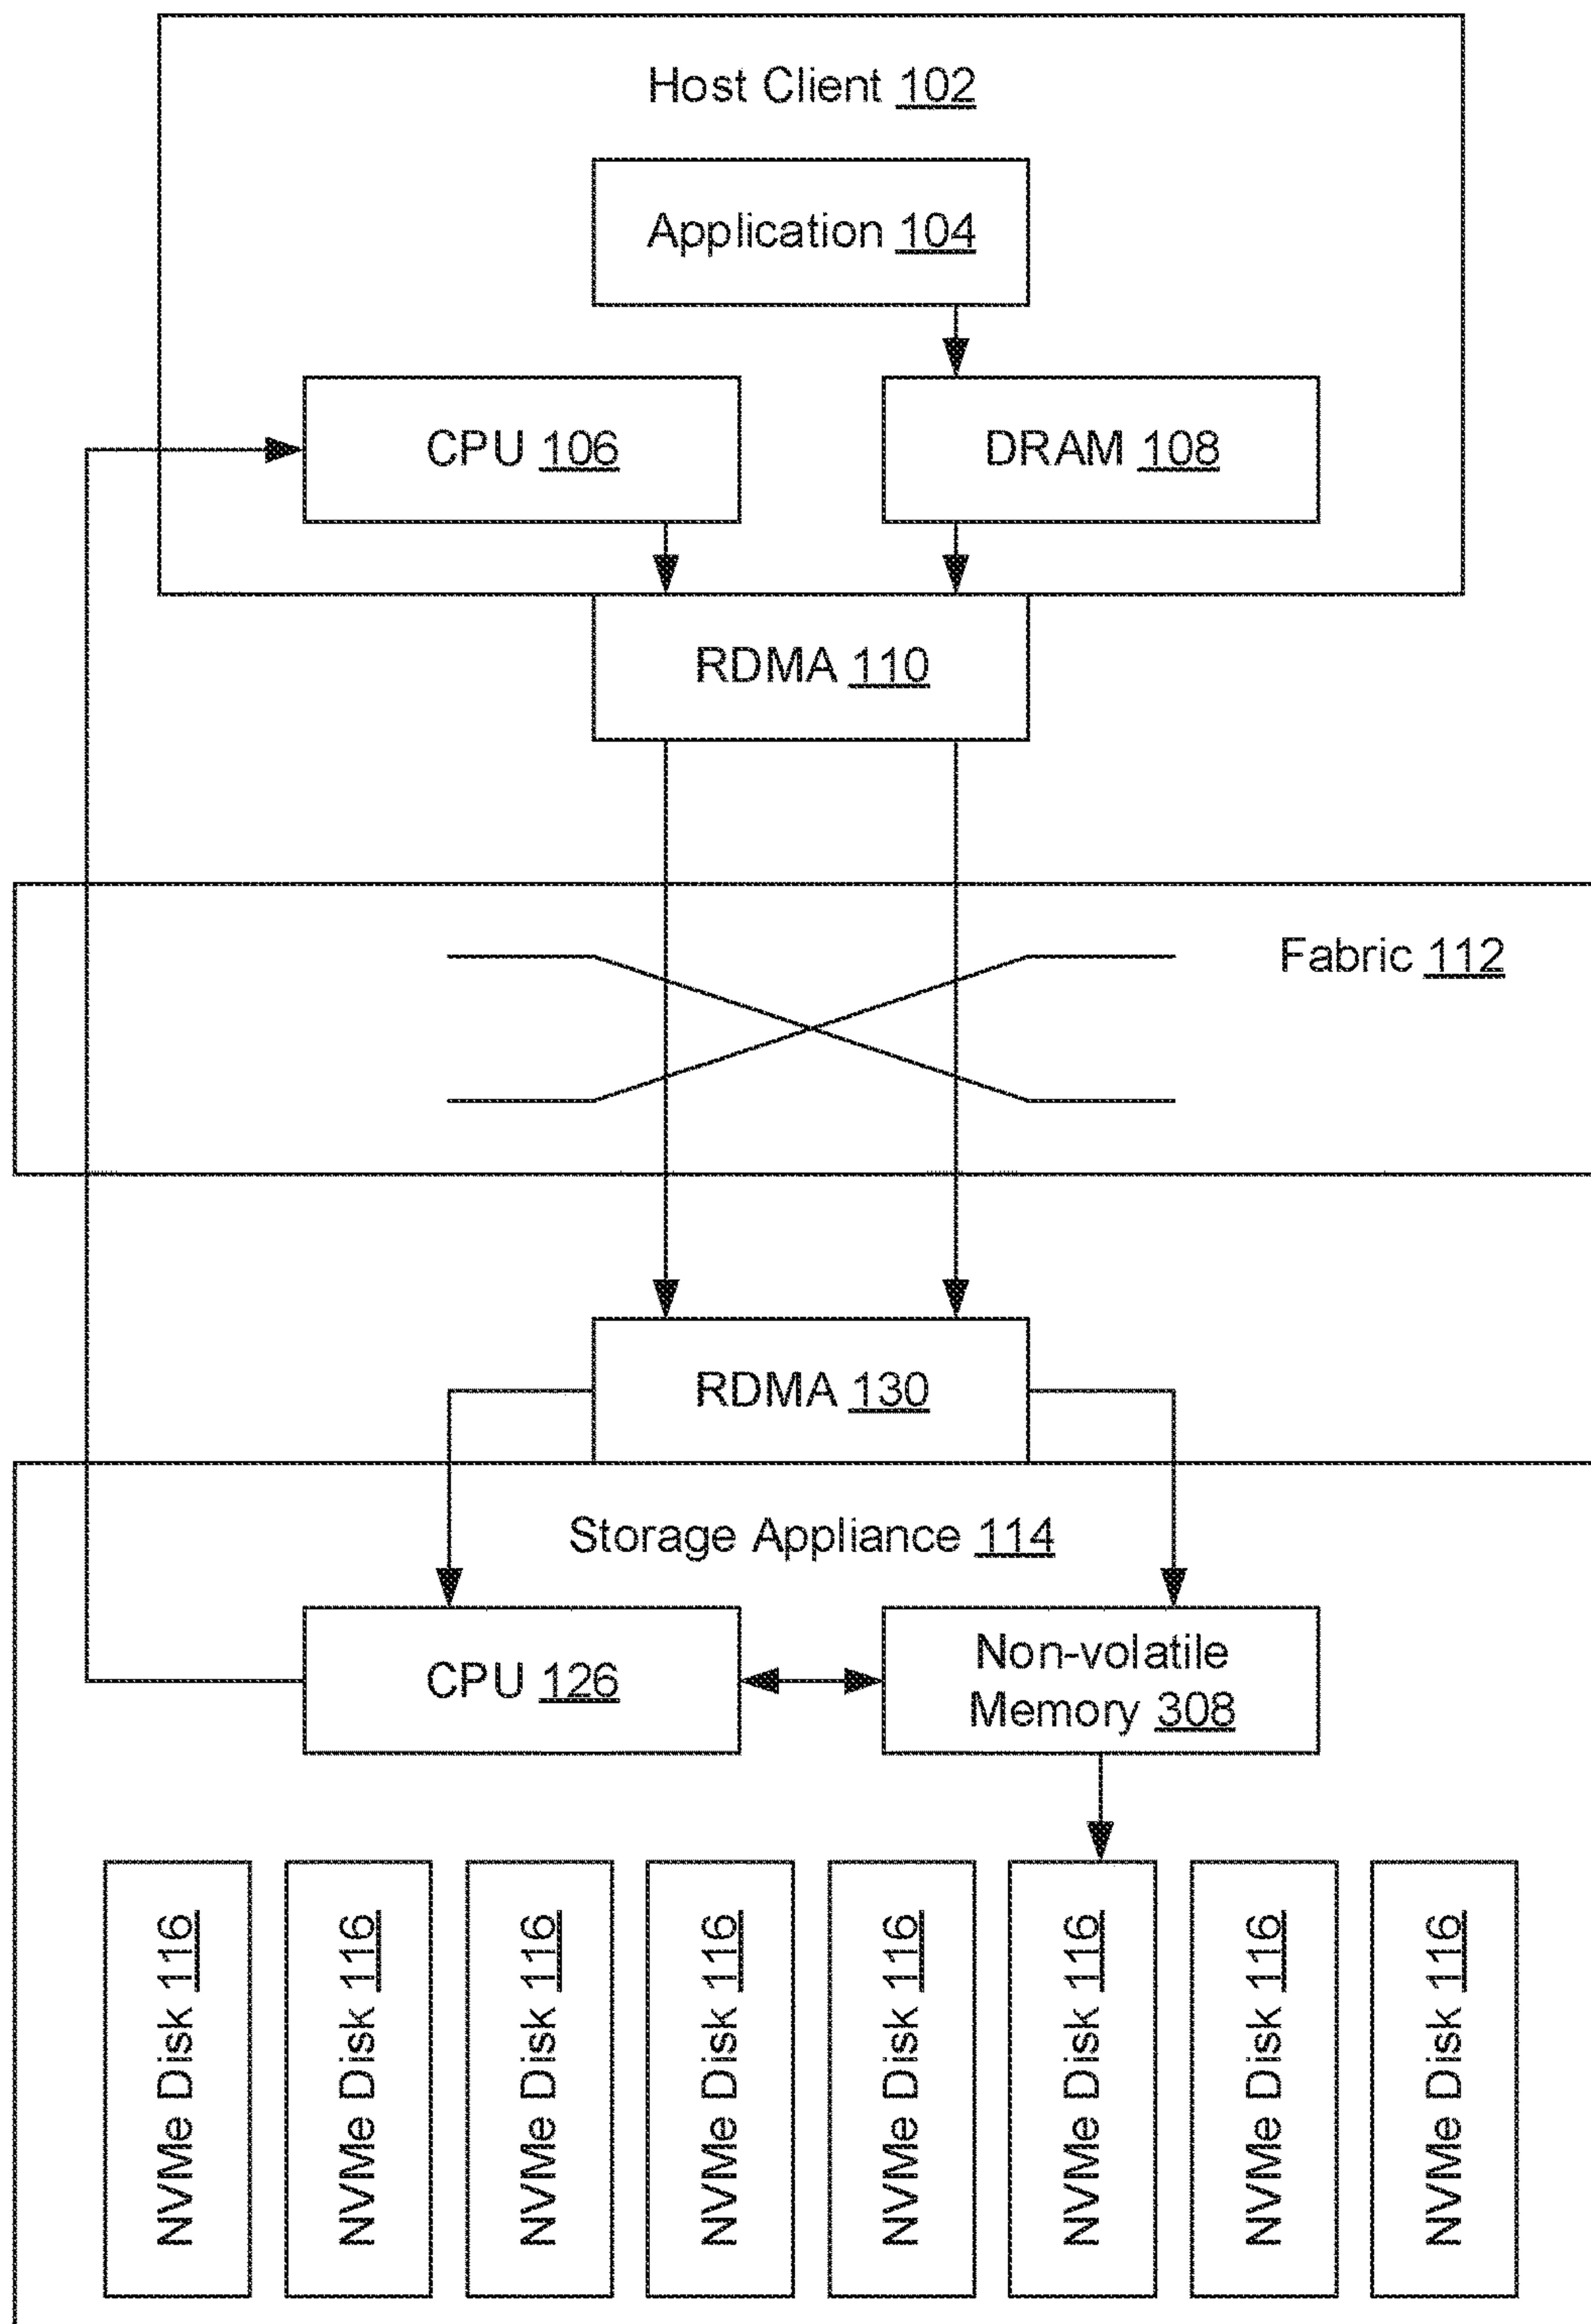 Host Client 102
Application 104
CPU 106
DRAM 108
RDMA 110
Fabric 112
RDMA 130
Storage Appliance 114
CPU 126
Non-volatile
Memory 308
NVMe Disk 116
NVMe Disk 116
NVMe Disk 116
NVMe Disk 116
NVMe Disk 116
NVMe Disk 116
NVMe Disk 116
NVMe Disk 116